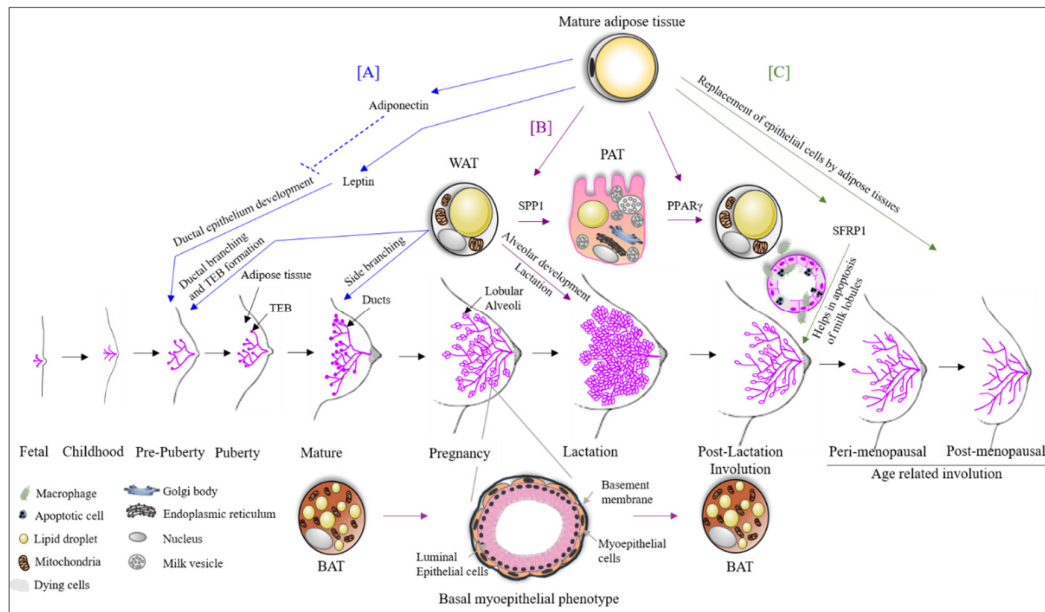 Mature adipose tissue
[A]
[C]
Adiponectin
Replacement of epithelial cells by adipose tissues
[B]
WAT
PAT
Leptin
SPP1
PPARγ
SFRP1
Ductal epithelium development
Ductal branching
and TEB formation
Side branching
Alveolar development
Lactation
Helps in apoptosis
of milk lobules
Adipose tissue
TEB
Ducts
Lobular
Alveoli
Fetal
Childhood
Pre-Puberty
Puberty
Mature
Pregnancy
Lactation
Post-Lactation
Involution
Peri-menopausal
Post-menopausal
Age related involution
Macrophage
Apoptotic cell
Lipid droplet
Mitochondria
Dying cells
Golgi body
Endoplasmic reticulum
Nucleus
Milk vesicle
BAT
Luminal
Epithelial cells
Basement
membrane
Myoepithelial
cells
BAT
Basal myoepithelial phenotype